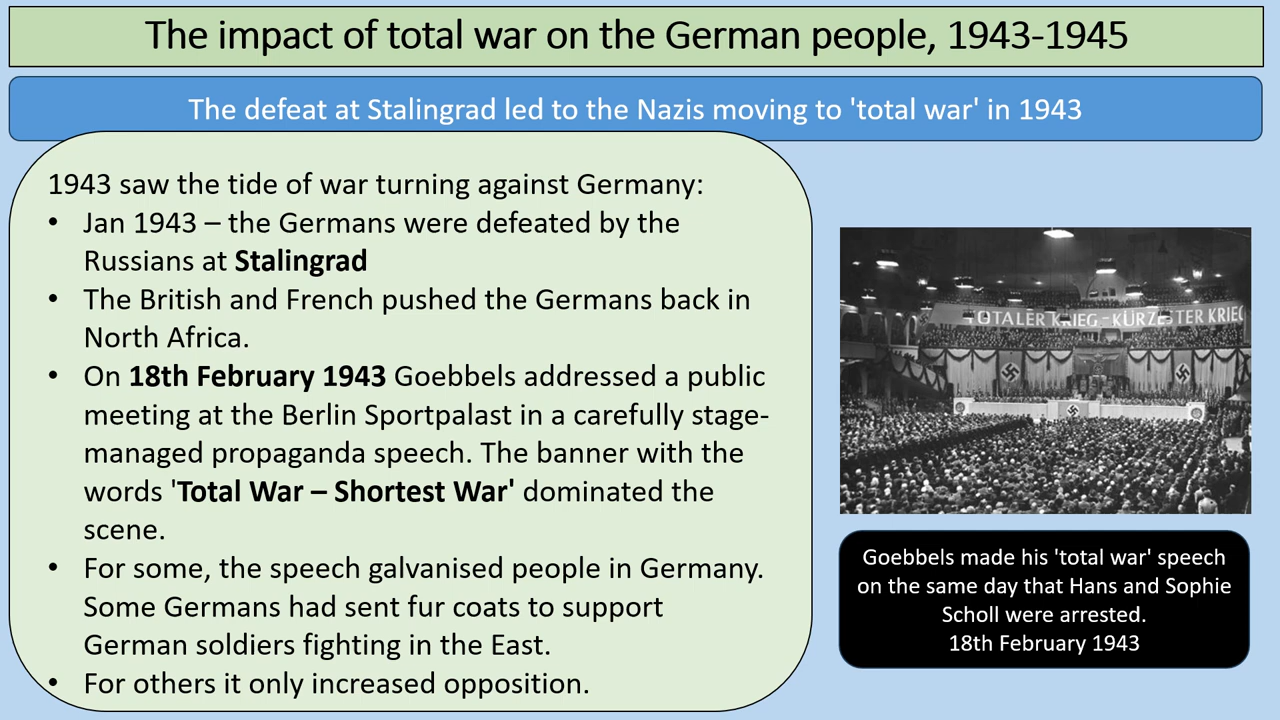 The impact of total war on the German people, 1943-1945
The defeat at Stalingrad led to the Nazis moving to 'total war' in 1943
1943 saw the tide of war turning against Germany:
• Jan 1943 – the Germans were defeated by the
Russians at Stalingrad
• The British and French pushed the Germans back in
North Africa.
• On 18th February 1943 Goebbels addressed a public
meeting at the Berlin Sportpalast in a carefully stage-
managed propaganda speech. The banner with the
words 'Total War – Shortest War' dominated the
scene.
• For some, the speech galvanised people in Germany.
Some Germans had sent fur coats to support
German soldiers fighting in the East.
• For others it only increased opposition.
TOTALER KRIEG - KÜRZESTER KRIEG
Goebbels made his 'total war' speech
on the same day that Hans and Sophie
Scholl were arrested.
18th February 1943